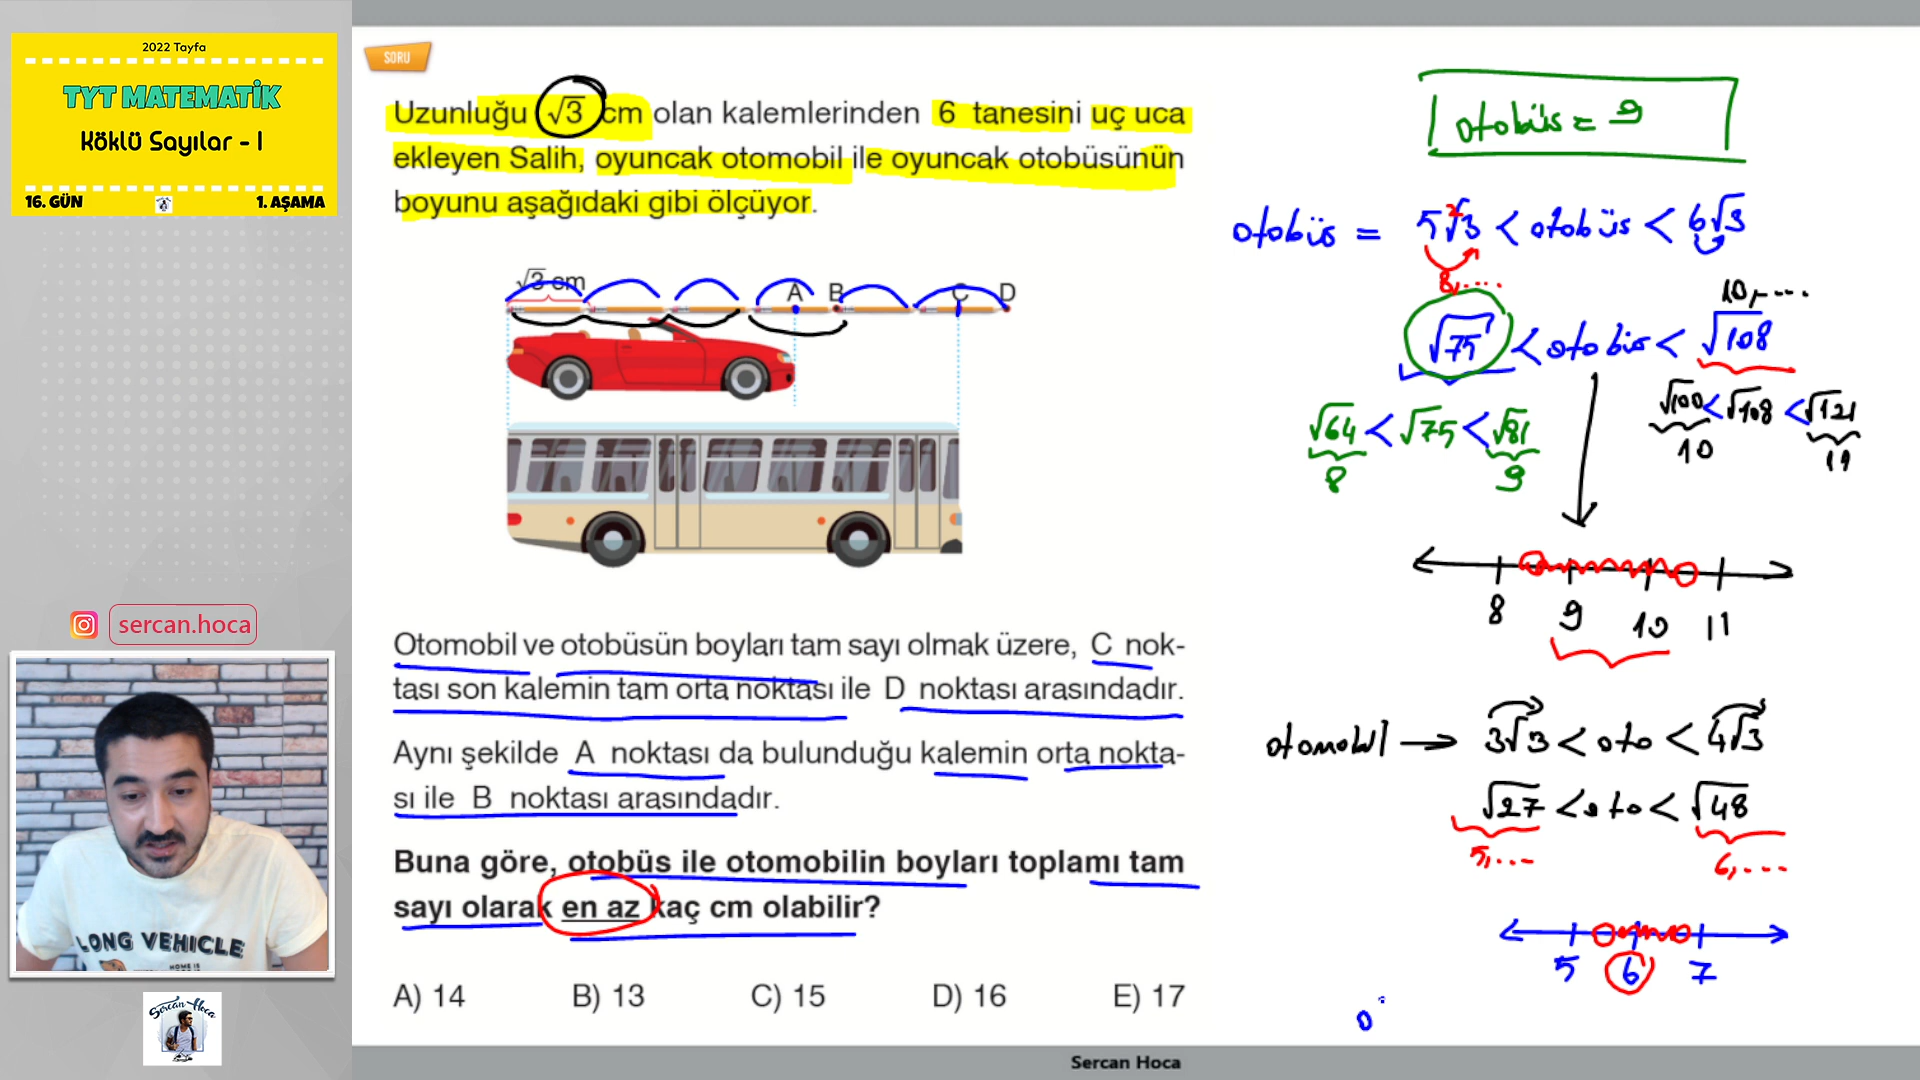 2022 Tayfa
TYT MATEMATİK
Köklü Sayılar - I
16. GÜN
1. AŞAMA
SORU
Uzunluğu √3 cm olan kalemlerinden 6 tanesini uç uca
ekleyen Salih, oyuncak otomobil ile oyuncak otobüsünün
boyunu aşağıdaki gibi ölçüyor.
√3 cm
A B C D
Otomobil ve otobüsün boyları tam sayı olmak üzere, C nok-
tası son kalemin tam orta noktası ile D noktası arasındadır.
Aynı şekilde A noktası da bulunduğu kalemin orta nokta-
sı ile B noktası arasındadır.
Buna göre, otobüs ile otomobilin boyları toplamı tam
sayı olarak en az kaç cm olabilir?
A) 14 B) 13 C) 15 D) 16 E) 17
otobüs = 9
otobüs = 5√3 < otobüs < 6√3
8,....
10,...
√75 < otobüs < √108
√64 < √75 < √81
8 9
√100 < √108 < √121
10 11
8 9 10 11
otomobil → 3√3 < oto < 4√3
√27 < oto < √48
5,... 6,...
5 6 7
sercan.hoca
LONG VEHICLE
Sercan Hoca
Sercan Hoca